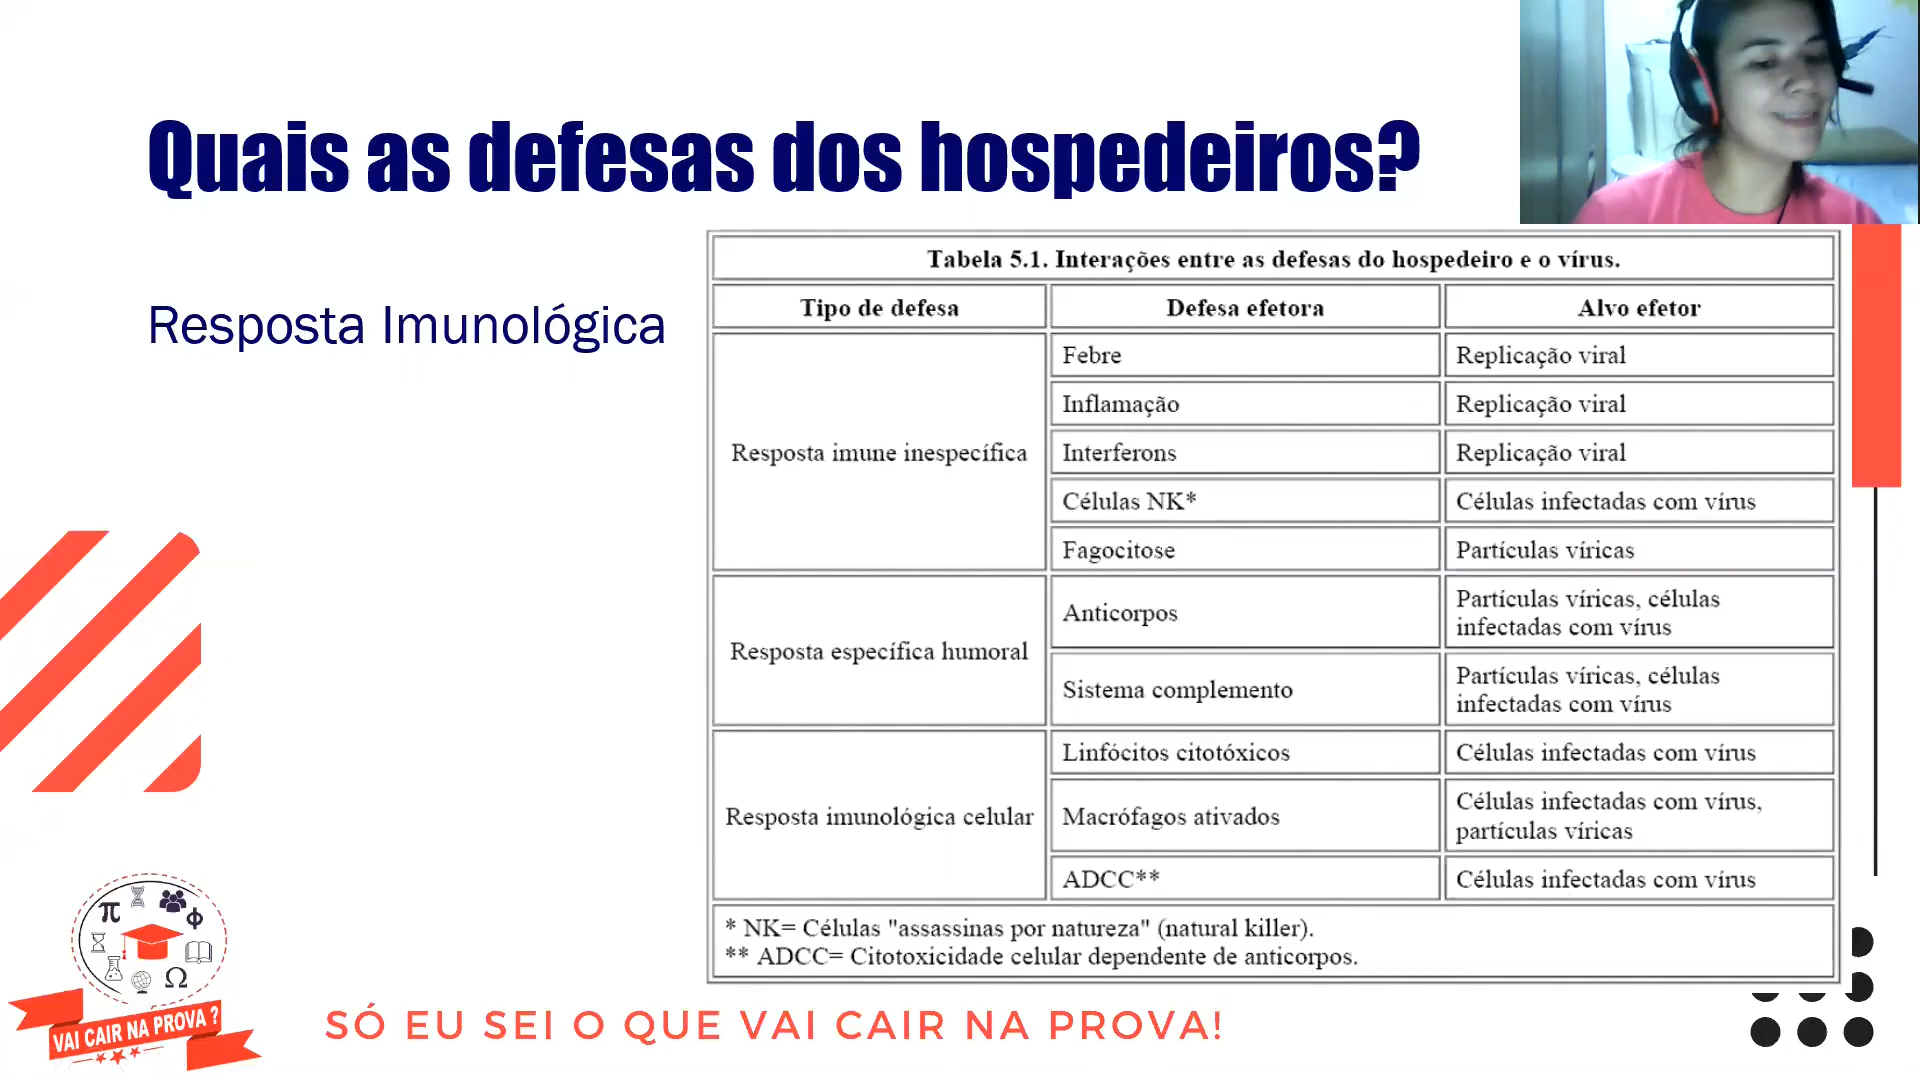 Quais as defesas dos hospedeiros?
Resposta Imunológica
Tabela 5.1. Interações entre as defesas do hospedeiro e o vírus.
Tipo de defesa
Defesa efetora
Alvo efetor
Resposta imune inespecífica
Febre
Replicação viral
Inflamação
Replicação viral
Interferons
Replicação viral
Células NK*
Células infectadas com vírus
Fagocitose
Partículas víricas
Resposta específica humoral
Anticorpos
Partículas víricas, células
infectadas com vírus
Sistema complemento
Partículas víricas, células
infectadas com vírus
Resposta imunológica celular
Linfócitos citotóxicos
Células infectadas com vírus
Macrófagos ativados
Células infectadas com vírus,
partículas víricas
ADCC**
Células infectadas com vírus
* NK= Células "assassinas por natureza" (natural killer).
** ADCC= Citotoxicidade celular dependente de anticorpos.
π
Φ
Ω
VAI CAIR NA PROVA ?
SÓ EU SEI O QUE VAI CAIR NA PROVA!